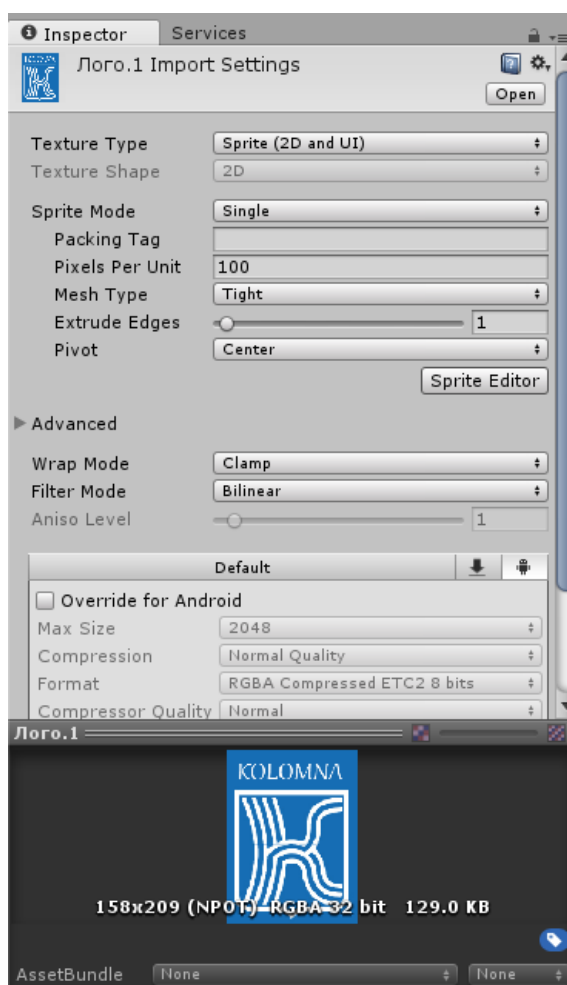 Inspector Services
Лого.1 Import Settings
Open
Texture Type Sprite (2D and UI)
Texture Shape 2D
Sprite Mode Single
Packing Tag
Pixels Per Unit 100
Mesh Type Tight
Extrude Edges 1
Pivot Center
Sprite Editor
Advanced
Wrap Mode Clamp
Filter Mode Bilinear
Aniso Level 1
Default
Override for Android
Max Size 2048
Compression Normal Quality
Format RGBA Compressed ETC2 8 bits
Compressor Quality Normal
Лого.1
KOLOMNA
158x209 (NPOT) RGBA 32 bit 129.0 KB
AssetBundle None None